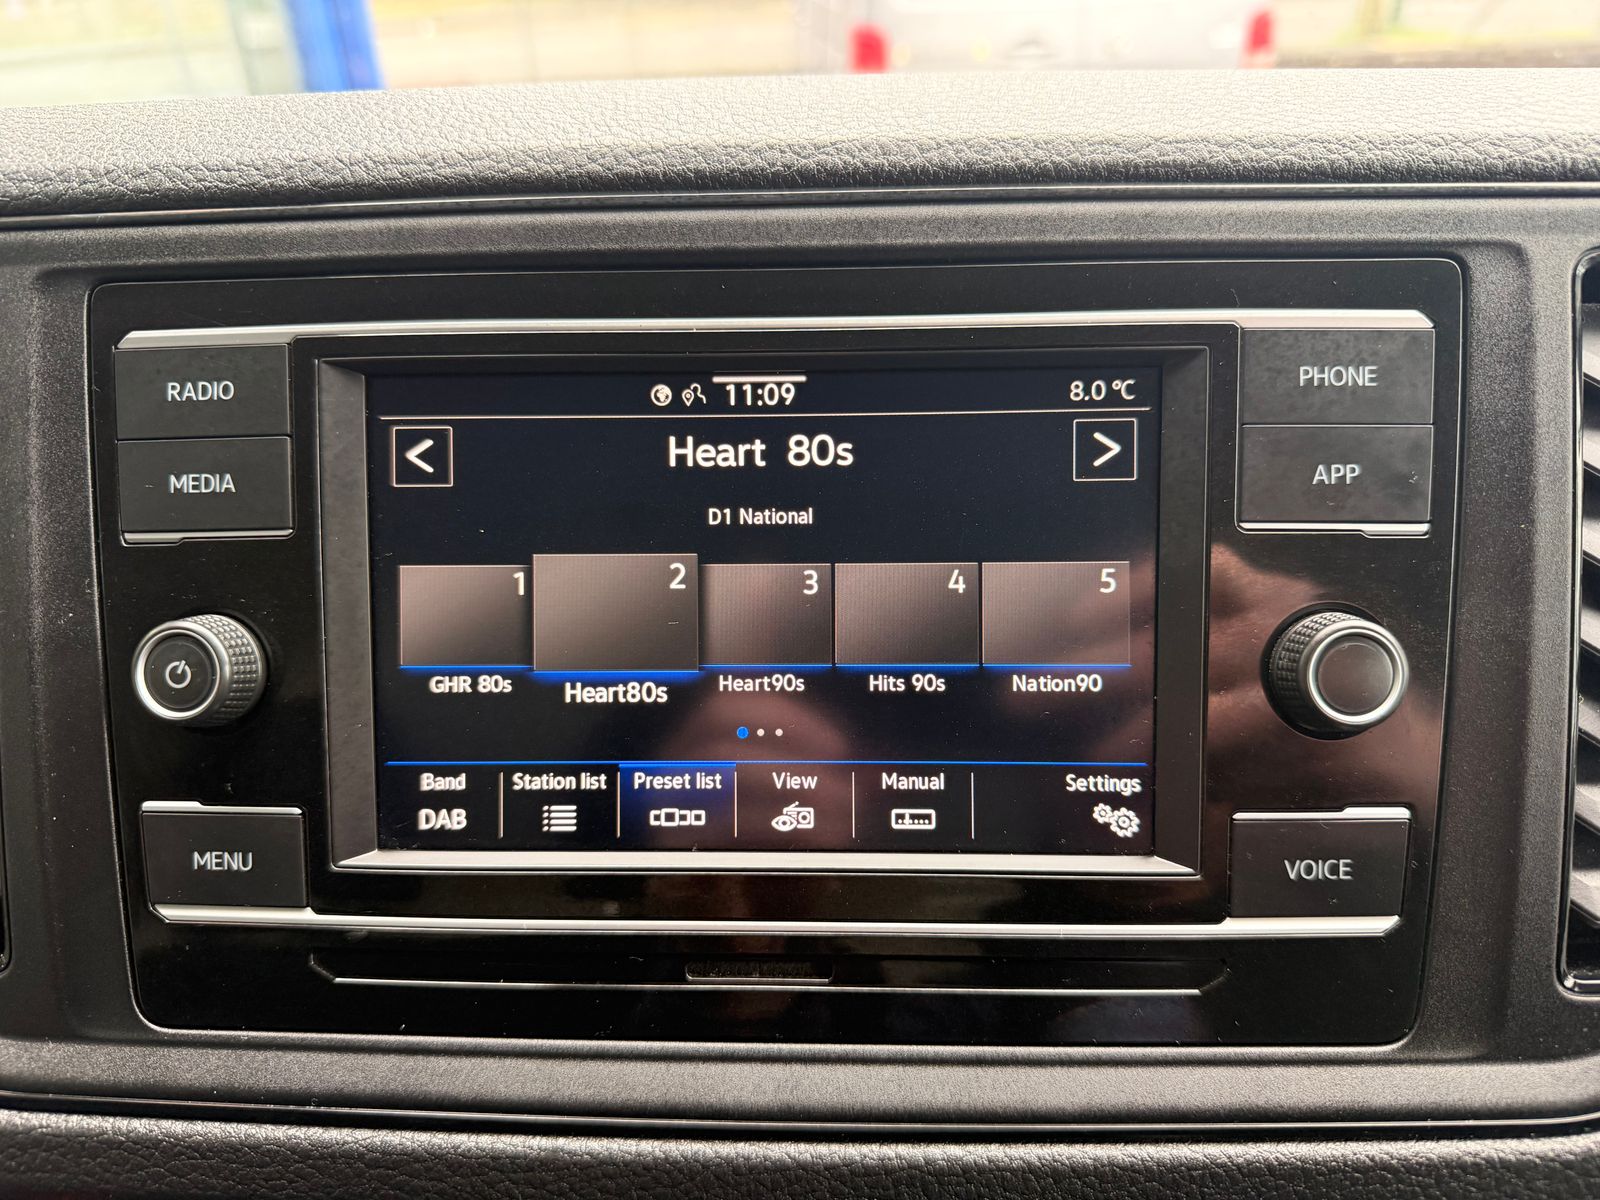 RADIO
MEDIA
MENU
PHONE
APP
VOICE
11:09
8.0 °C
< Heart 80s >
D1 National
1 2 3 4 5
GHR 80s Heart80s Heart90s Hits 90s Nation90
Band Station list Preset list View Manual Settings
DAB